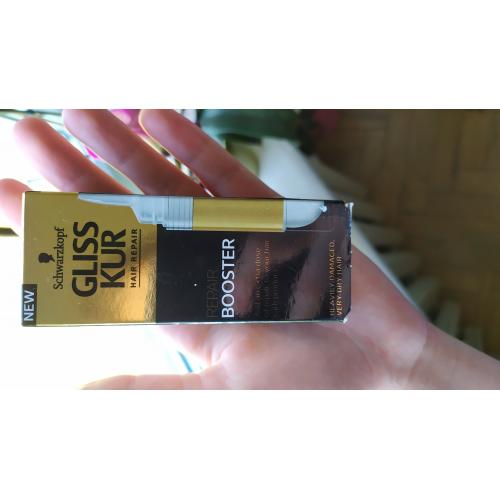 NEW
Schwarzkopf
GLISS
KUR
HAIR REPAIR
REPAIR
BOOSTER
HEAVILY DAMAGED,
VERY DRY HAIR